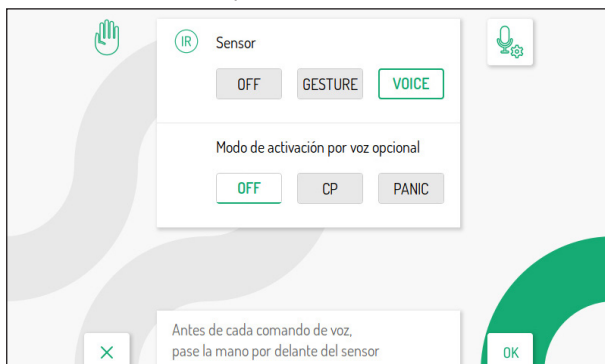 IR Sensor
OFF GESTURE VOICE
Modo de activación por voz opcional
OFF CP PANIC
Antes de cada comando de voz,
pase la mano por delante del sensor
OK